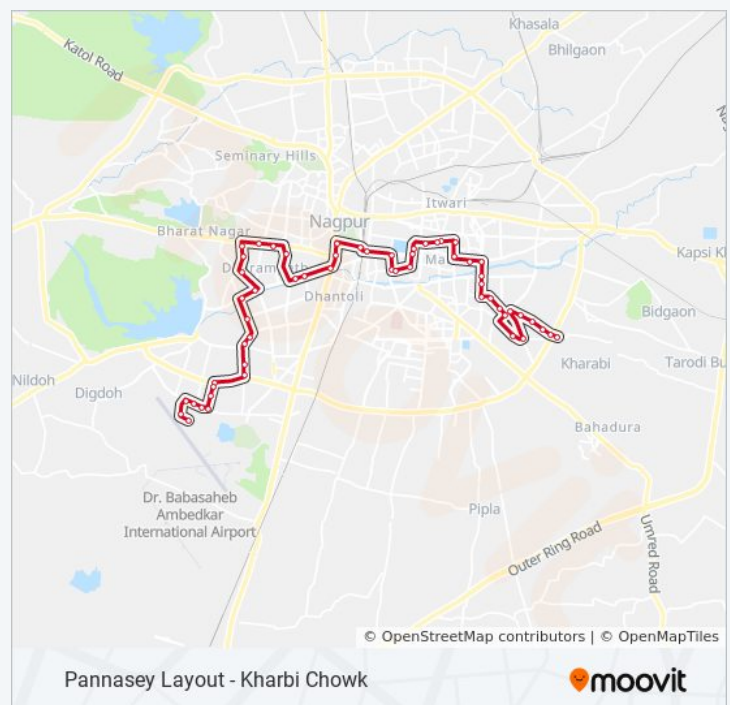 Khasala
Katol Road
Bhilgaon
Seminary Hills
Itwari
Nagpur
Bharat Nagar
Kapsi
Dhantoli
Bidgaon
Kharabi
Nildoh
Digdoh
Tarodi
Bahadura
Dr. Babasaheb
Ambedkar
International Airport
Pipla
Outer Ring Road
Umred Road
© OpenStreetMap contributors | © OpenMapTiles
Pannasey Layout - Kharbi Chowk
moovit